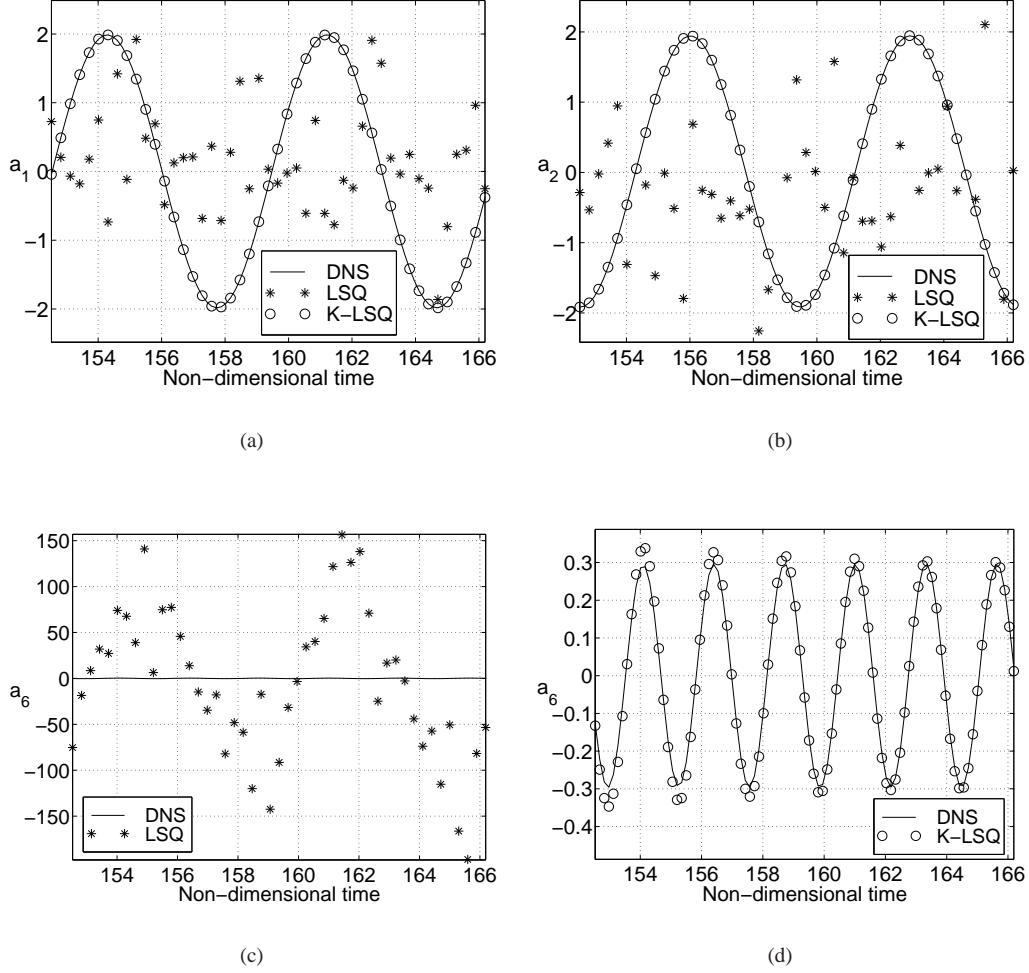 2
1
0
−1
−2
a1
154 156 158 160 162 164 166
Non−dimensional time
DNS
LSQ
K−LSQ
(a)
2
1
0
−1
−2
a2
154 156 158 160 162 164 166
Non−dimensional time
DNS
LSQ
K−LSQ
(b)
150
100
50
0
−50
−100
−150
a6
154 156 158 160 162 164 166
Non−dimensional time
DNS
LSQ
(c)
0.3
0.2
0.1
0
−0.1
−0.2
−0.3
−0.4
a6
154 156 158 160 162 164 166
Non−dimensional time
DNS
K−LSQ
(d)